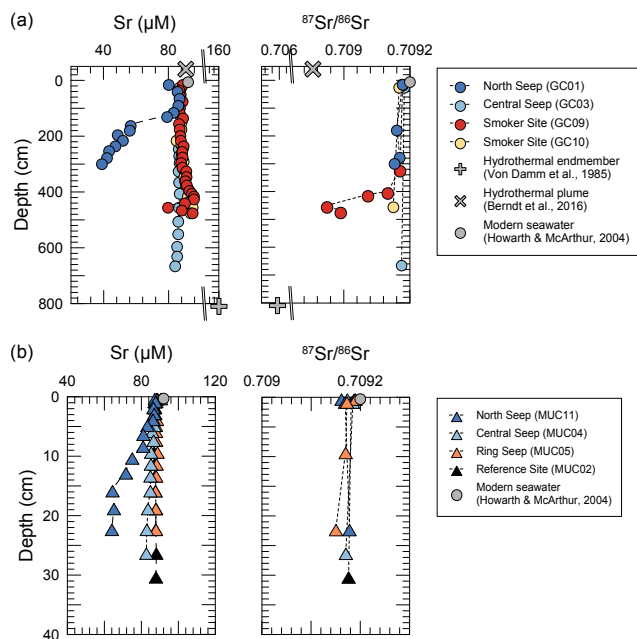 (a)
Sr (µM)
40 80 160
⁸⁷Sr/⁸⁶Sr
0.706 0.709 0.7092
Depth (cm)
0
200
400
600
800
North Seep (GC01)
Central Seep (GC03)
Smoker Site (GC09)
Smoker Site (GC10)
Hydrothermal endmember
(Von Damm et al., 1985)
Hydrothermal plume
(Berndt et al., 2016)
Modern seawater
(Howarth & McArthur, 2004)
(b)
Sr (µM)
40 80 120
⁸⁷Sr/⁸⁶Sr
0.709 0.7092
Depth (cm)
0
10
20
30
40
North Seep (MUC11)
Central Seep (MUC04)
Ring Seep (MUC05)
Reference Site (MUC02)
Modern seawater
(Howarth & McArthur, 2004)